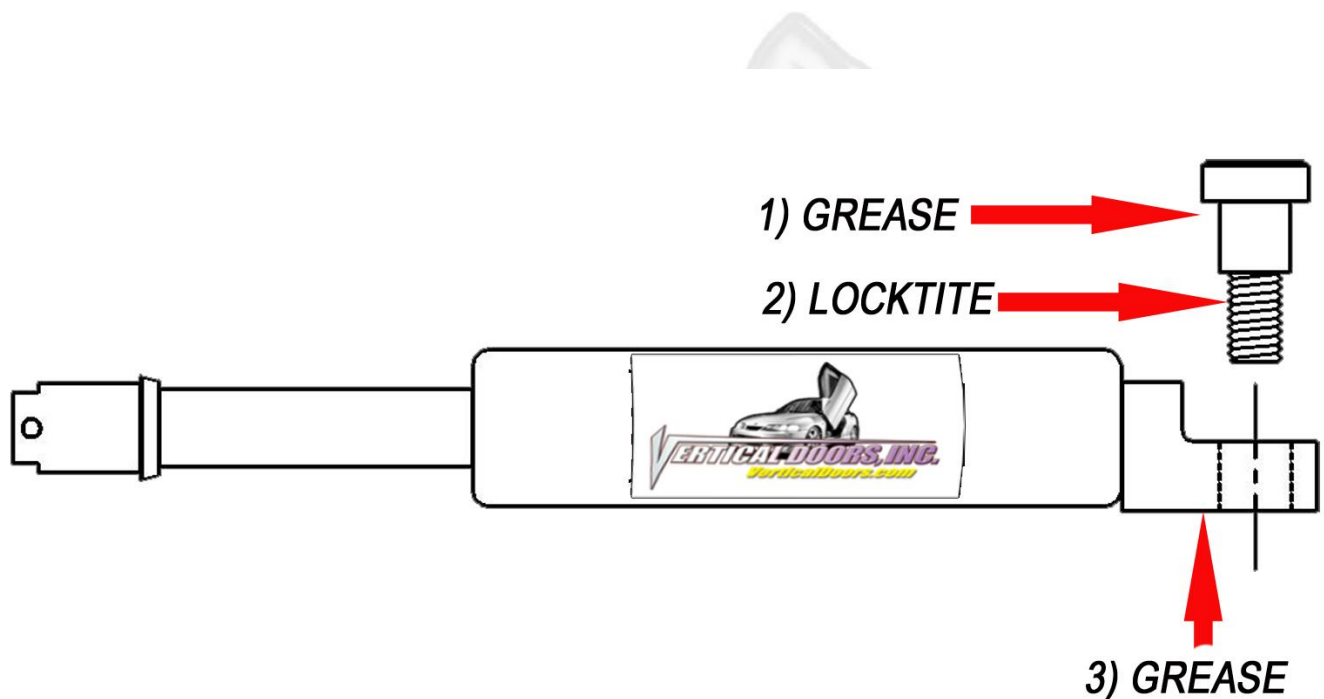 1) GREASE
2) LOCKTITE
VERTICAL DOORS, INC.
VerticalDoors.com
3) GREASE